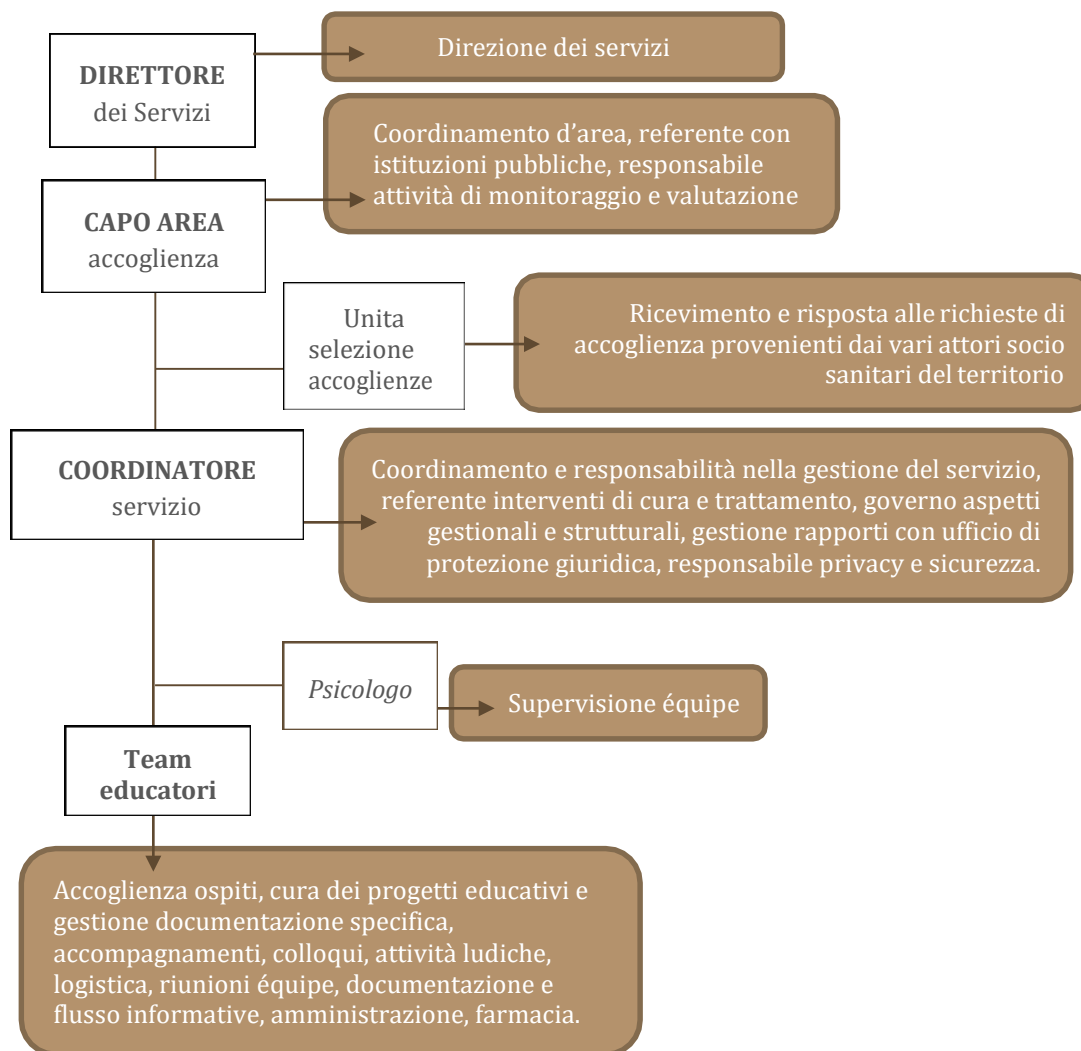 DIRETTORE
dei Servizi
Direzione dei servizi
CAPO AREA
accoglienza
Coordinamento d’area, referente con
istituzioni pubbliche, responsabile
attività di monitoraggio e valutazione
Unita
selezione
accoglienze
Ricevimento e risposta alle richieste di
accoglienza provenienti dai vari attori socio
sanitari del territorio
COORDINATORE
servizio
Coordinamento e responsabilità nella gestione del servizio,
referente interventi di cura e trattamento, governo aspetti
gestionali e strutturali, gestione rapporti con ufficio di
protezione giuridica, responsabile privacy e sicurezza.
Psicologo
Supervisione équipe
Team
educatori
Accoglienza ospiti, cura dei progetti educativi e
gestione documentazione specifica,
accompagnamenti, colloqui, attività ludiche,
logistica, riunioni équipe, documentazione e
flusso informative, amministrazione, farmacia.